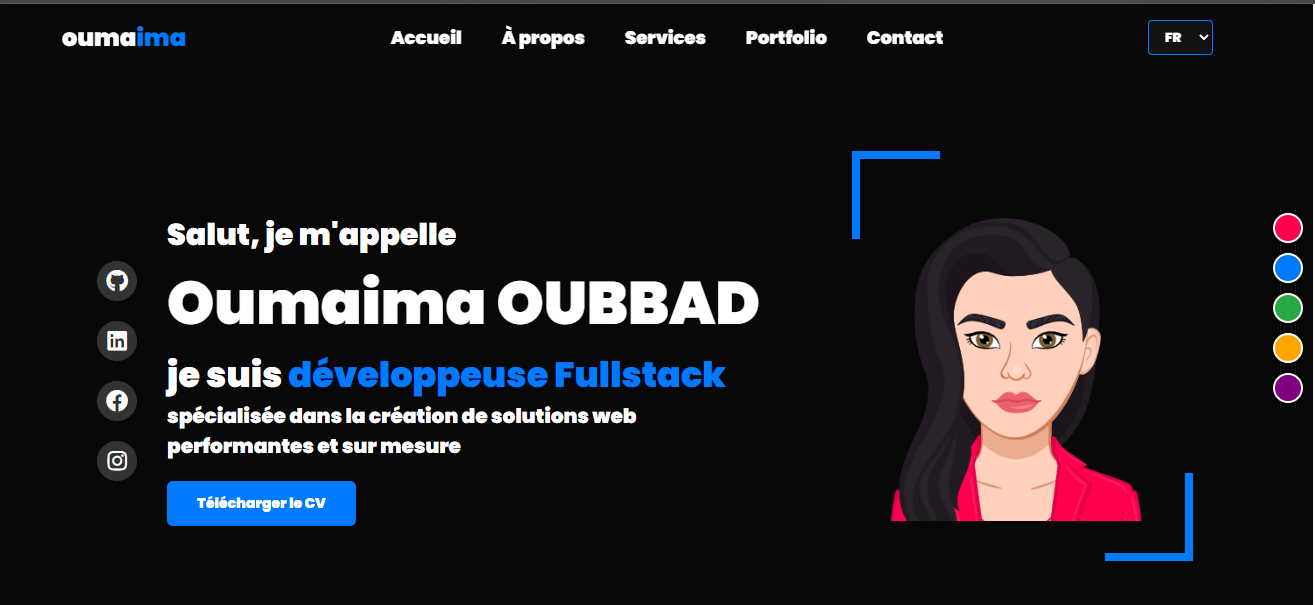 oumaima
Accueil À propos Services Portfolio Contact
FR
Salut, je m'appelle
Oumaima OUBBAD
je suis développeuse Fullstack
spécialisée dans la création de solutions web
performantes et sur mesure
Télécharger le CV